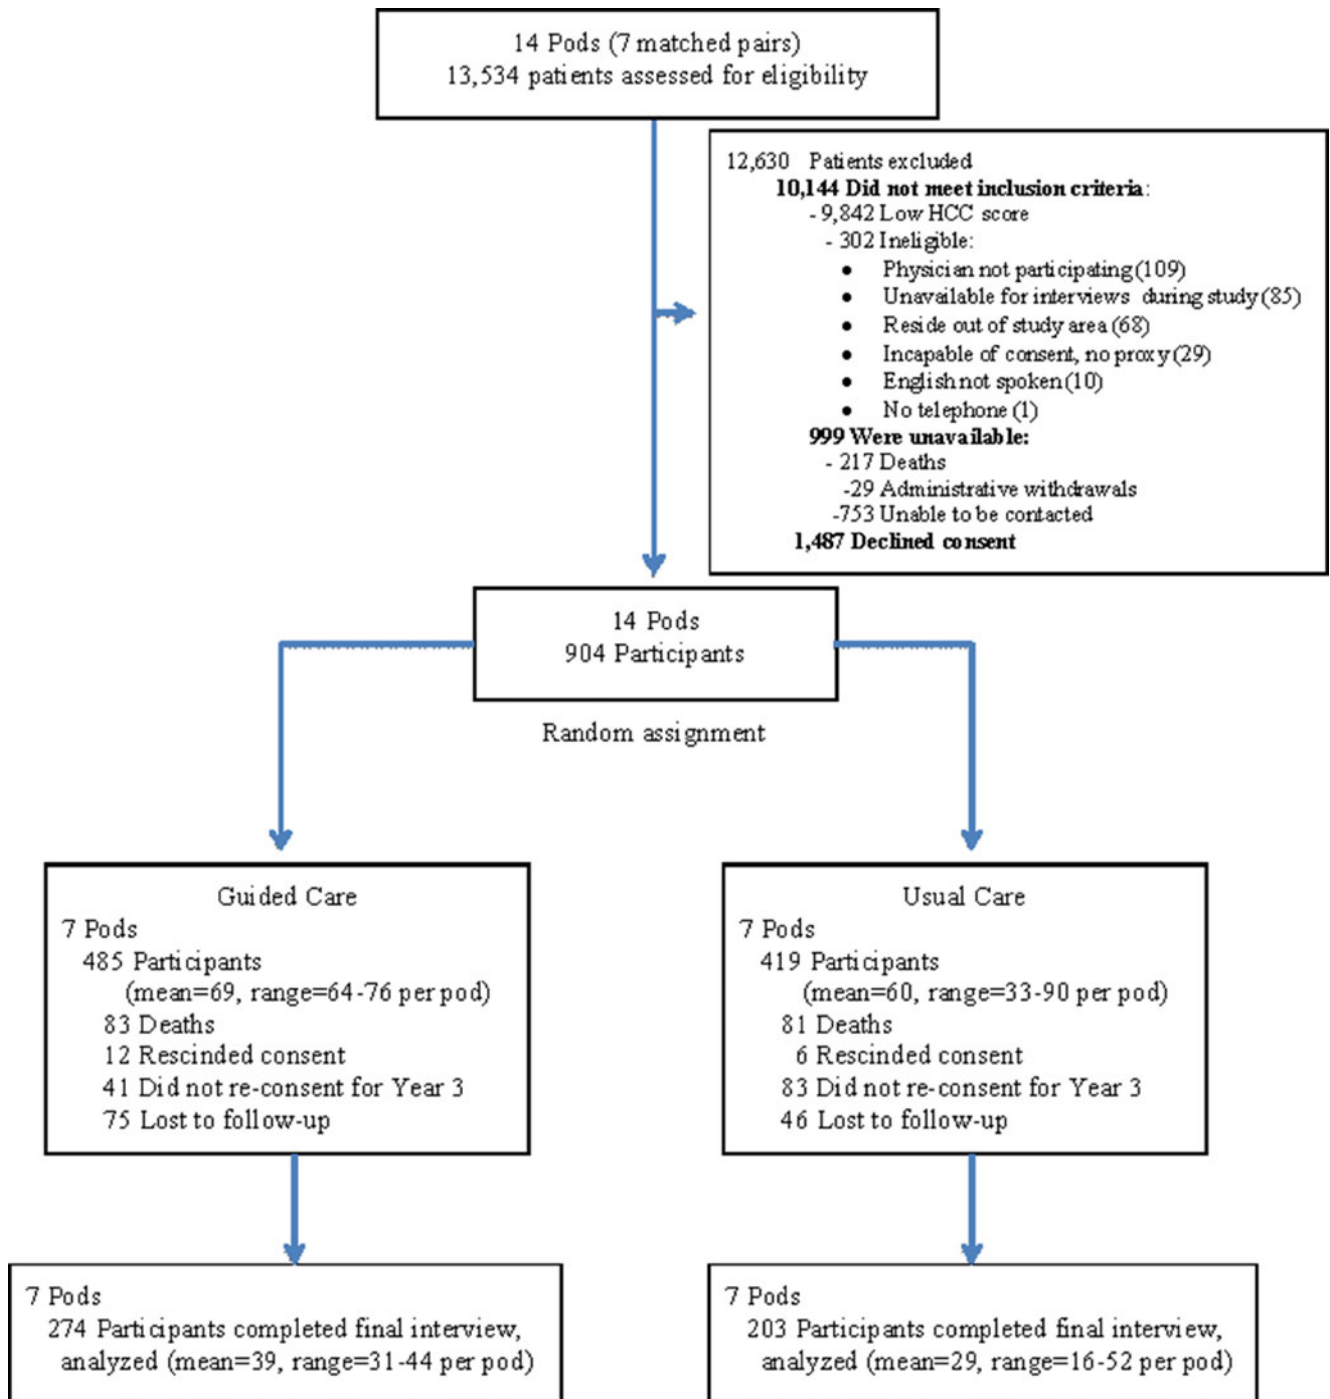 14 Pods (7 matched pairs)
13,534 patients assessed for eligibility
12,630 Patients excluded
10,144 Did not meet inclusion criteria:
- 9,842 Low HCC score
- 302 Ineligible:
• Physician not participating (109)
• Unavailable for interviews during study (85)
• Reside out of study area (68)
• Incapable of consent, no proxy (29)
• English not spoken (10)
• No telephone (1)
999 Were unavailable:
- 217 Deaths
-29 Administrative withdrawals
-753 Unable to be contacted
1,487 Declined consent
14 Pods
904 Participants
Random assignment
Guided Care
7 Pods
485 Participants
(mean=69, range=64-76 per pod)
83 Deaths
12 Rescinded consent
41 Did not re-consent for Year 3
75 Lost to follow-up
Usual Care
7 Pods
419 Participants
(mean=60, range=33-90 per pod)
81 Deaths
6 Rescinded consent
83 Did not re-consent for Year 3
46 Lost to follow-up
7 Pods
274 Participants completed final interview,
analyzed (mean=39, range=31-44 per pod)
7 Pods
203 Participants completed final interview,
analyzed (mean=29, range=16-52 per pod)